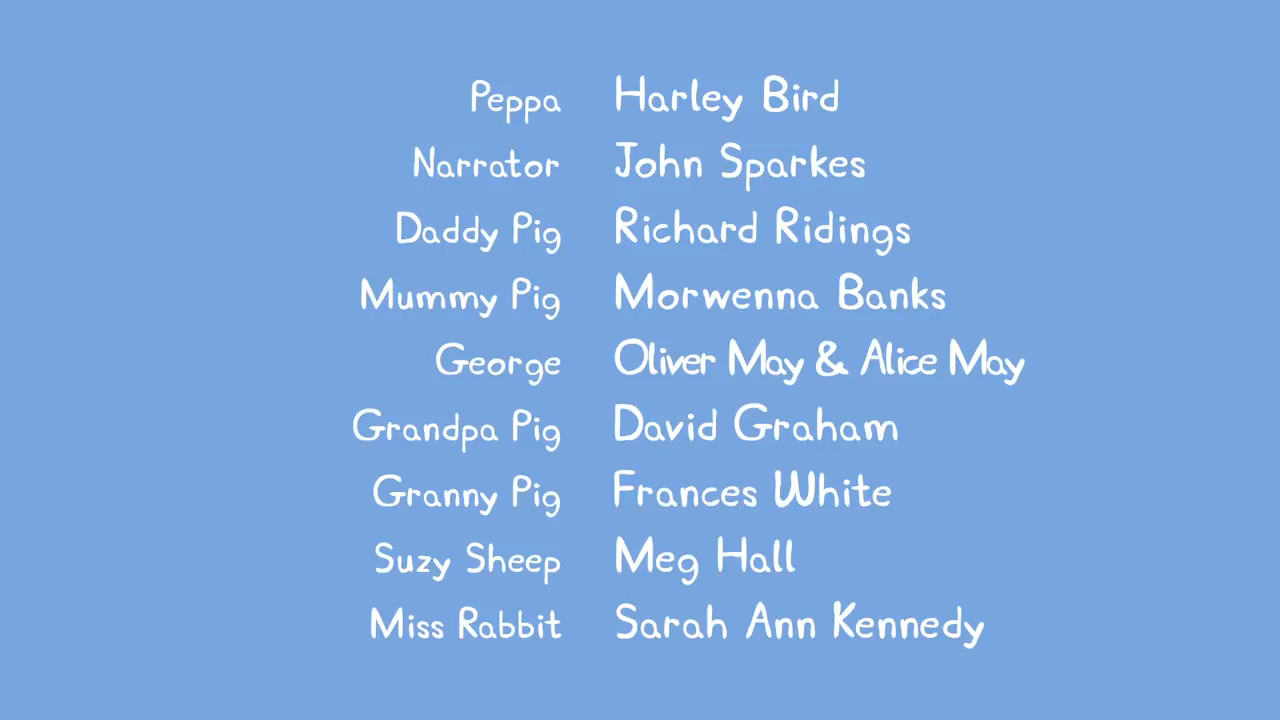 Peppa Harley Bird
Narrator John Sparkes
Daddy Pig Richard Ridings
Mummy Pig Morwenna Banks
George Oliver May & Alice May
Grandpa Pig David Graham
Granny Pig Frances White
Suzy Sheep Meg Hall
Miss Rabbit Sarah Ann Kennedy